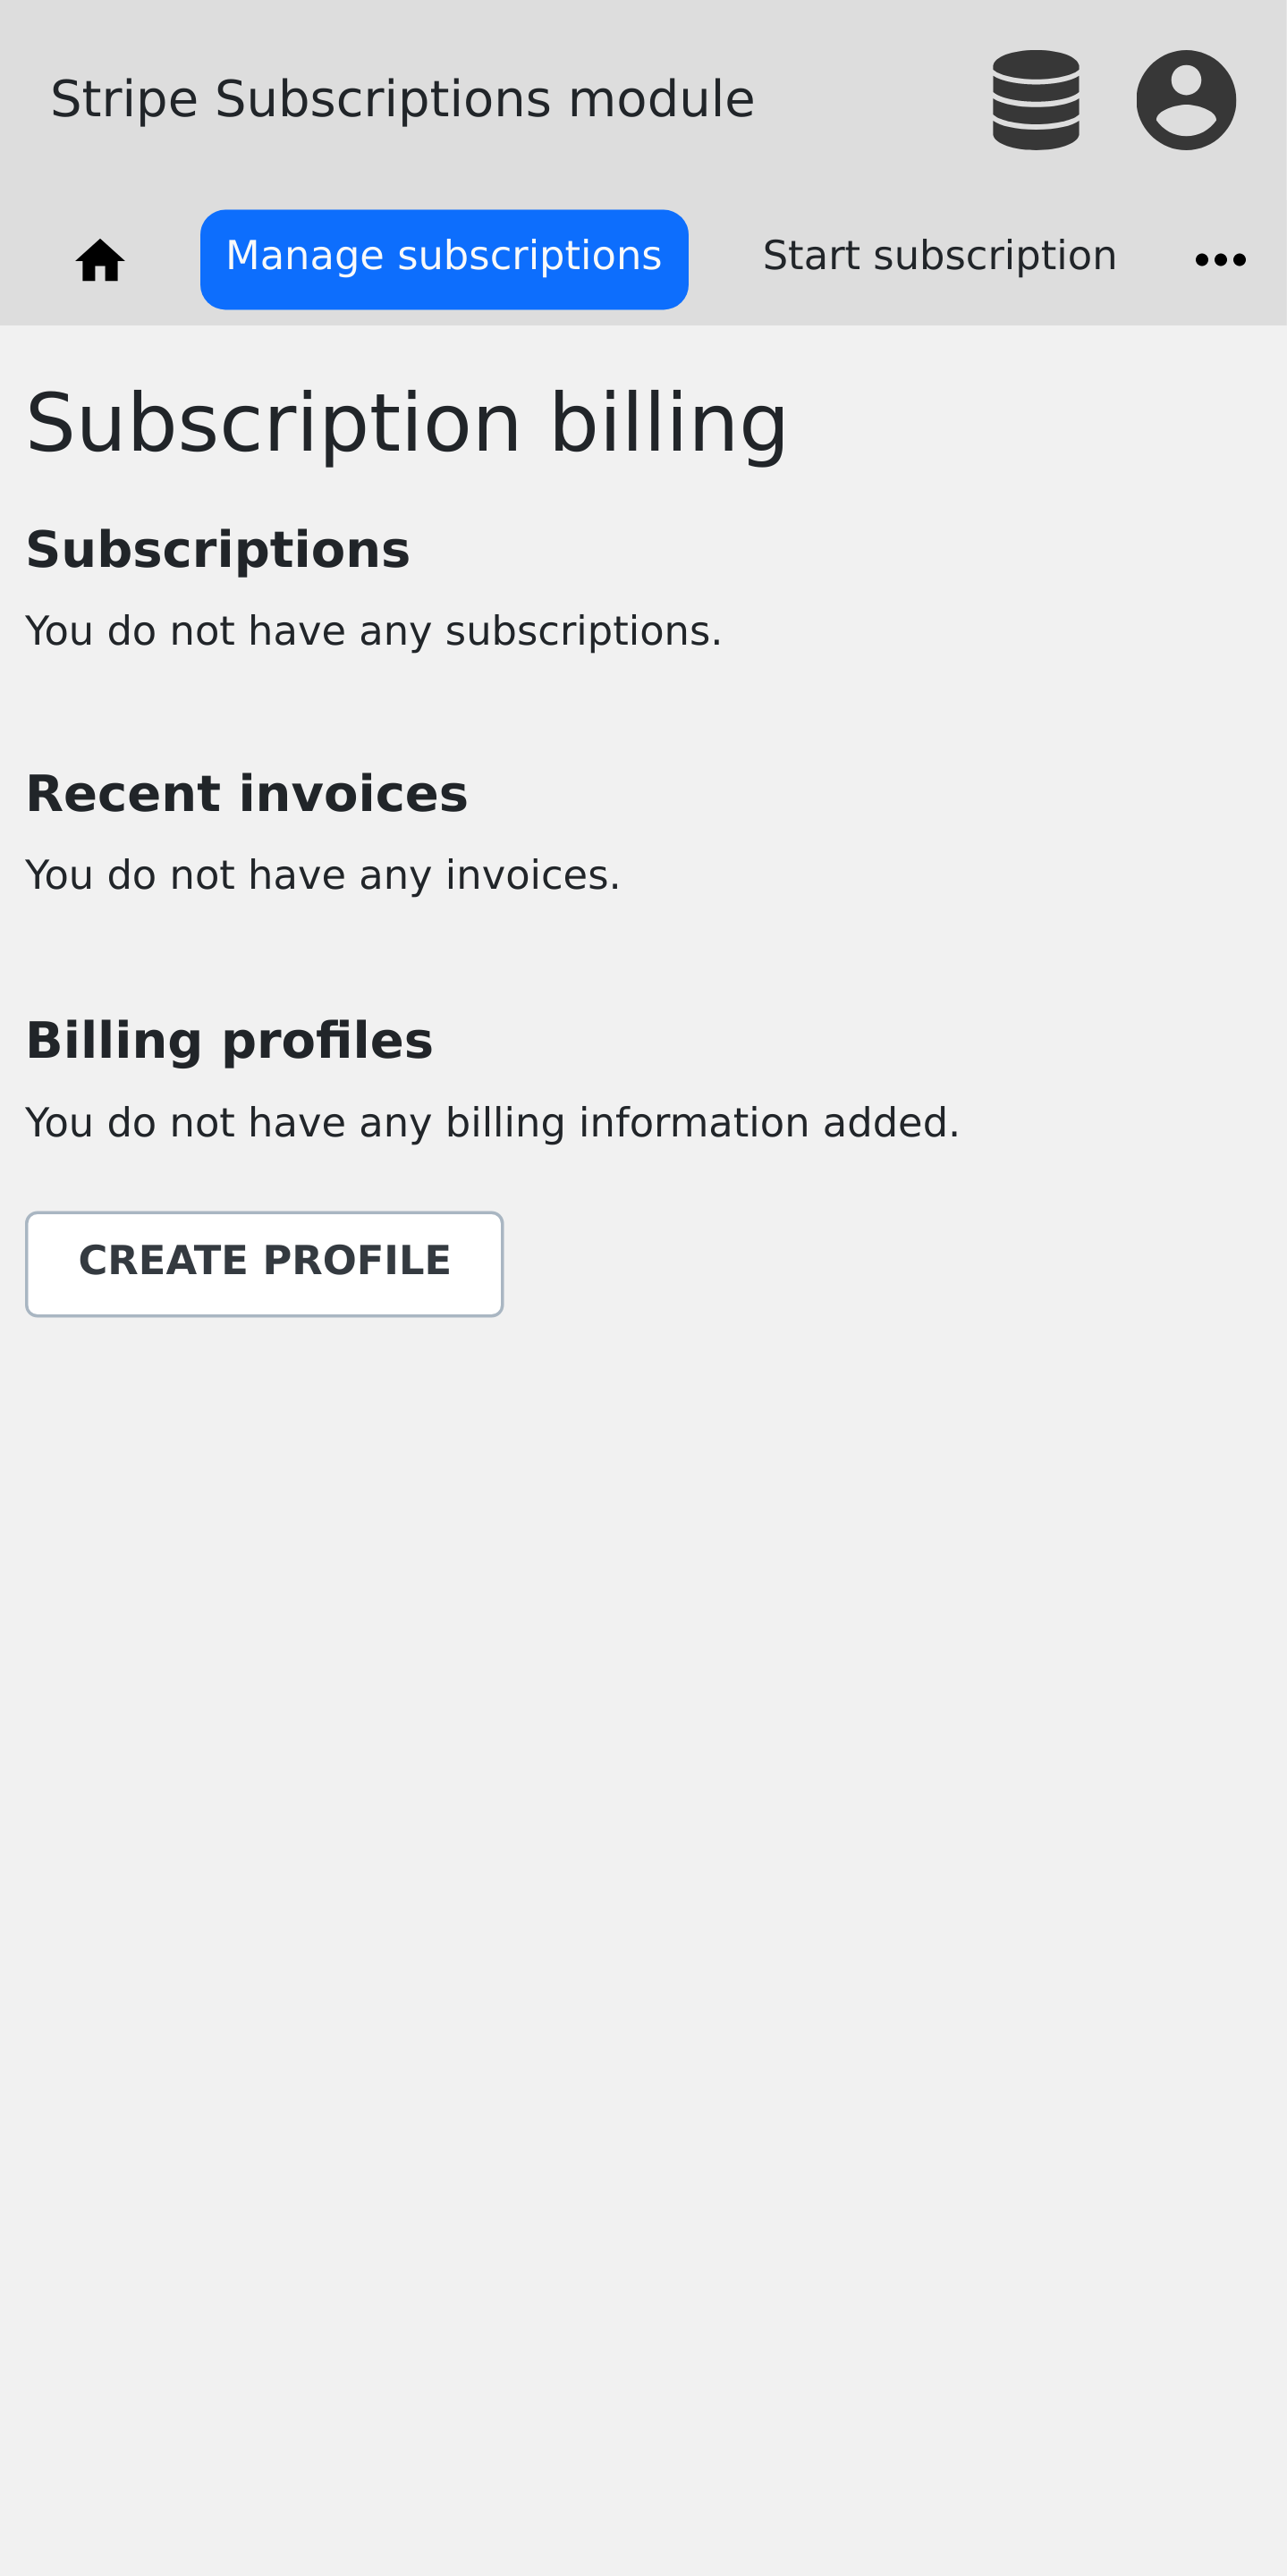 Stripe Subscriptions module
Manage subscriptions
Start subscription
Subscription billing
Subscriptions
You do not have any subscriptions.
Recent invoices
You do not have any invoices.
Billing profiles
You do not have any billing information added.
CREATE PROFILE